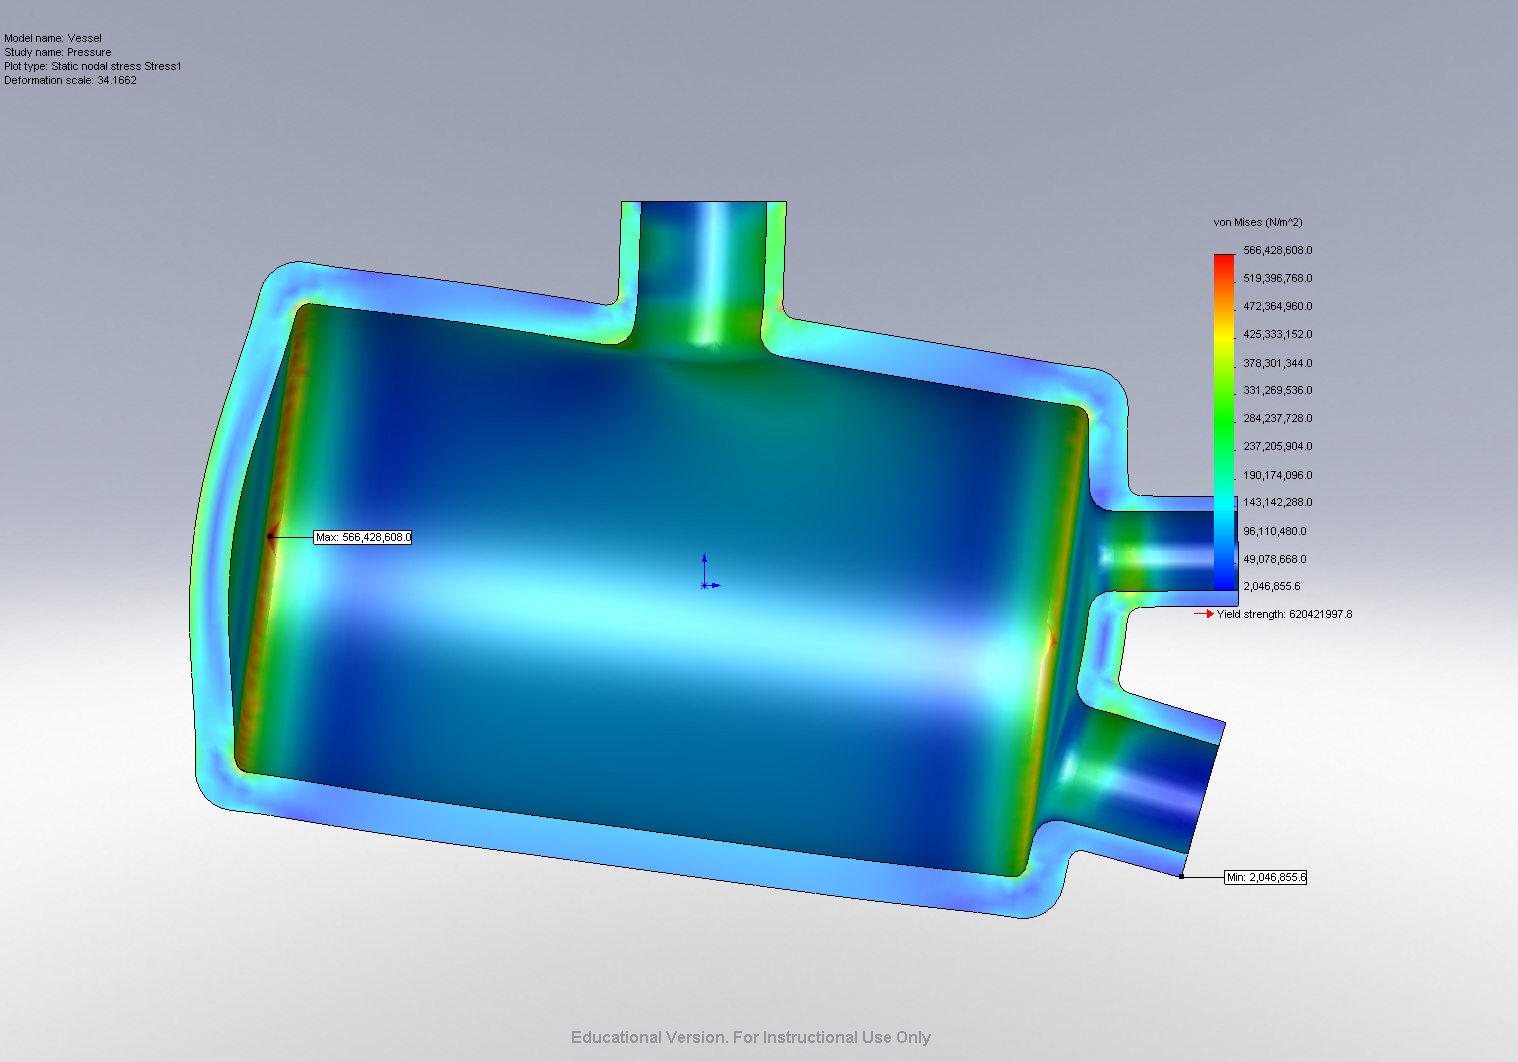 Model name: Vessel
Study name: Pressure
Plot type: Static nodal stress Stress1
Deformation scale: 34.1662
von Mises (N/m^2)
566,428,608.0
519,396,768.0
472,364,960.0
425,333,152.0
378,301,344.0
331,269,536.0
284,237,728.0
237,205,904.0
190,174,096.0
143,142,288.0
96,110,480.0
49,078,668.0
2,046,855.6
Yield strength: 620421997.8
Max: 566,428,608.0
Min: 2,046,855.6
Educational Version. For Instructional Use Only